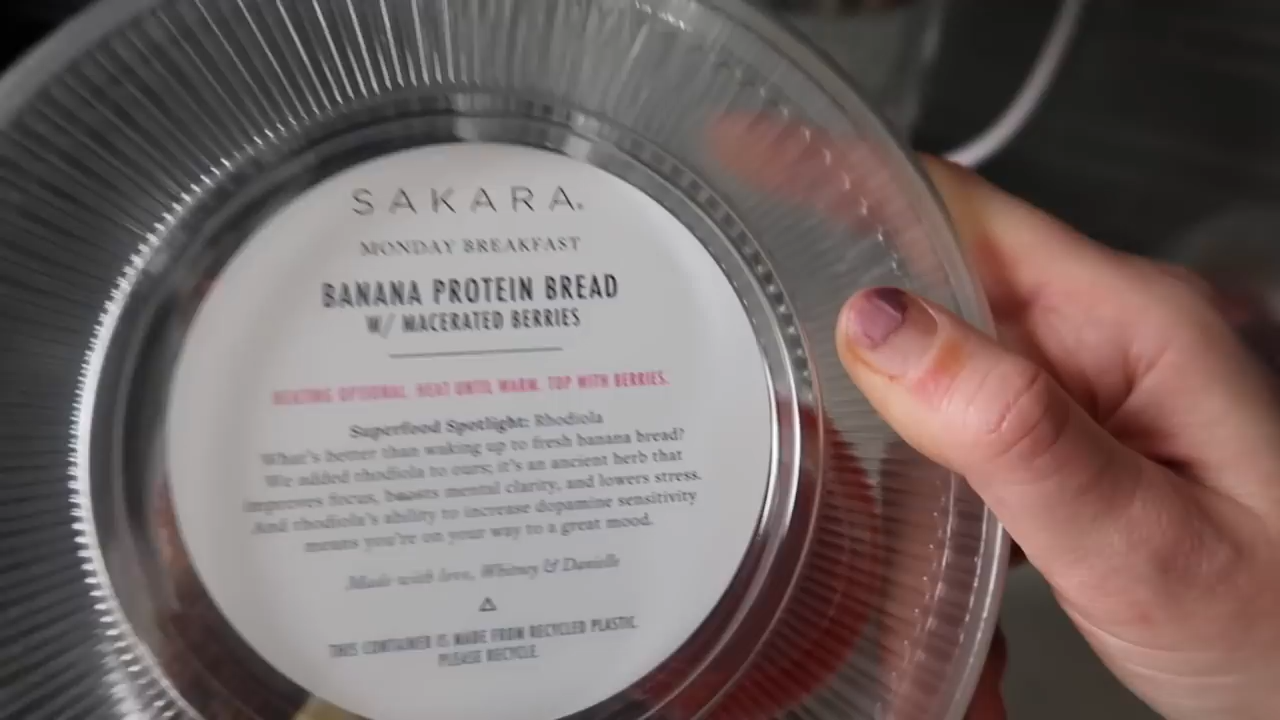 SAKARA.
MONDAY BREAKFAST
BANANA PROTEIN BREAD
W/ MACERATED BERRIES
HEATING OPTIONAL. HEAT UNTIL WARM. TOP WITH BERRIES.
Superfood Spotlight: Rhodiola
What's better than waking up to fresh banana bread?
We added rhodiola to ours; it's an ancient herb that
improves focus, boosts mental clarity, and lowers stress.
And rhodiola's ability to increase dopamine sensitivity
means you're on your way to a great mood.
Made with love, Whitney & Danielle
THIS CONTAINER IS MADE FROM RECYCLED PLASTIC.
PLEASE RECYCLE.